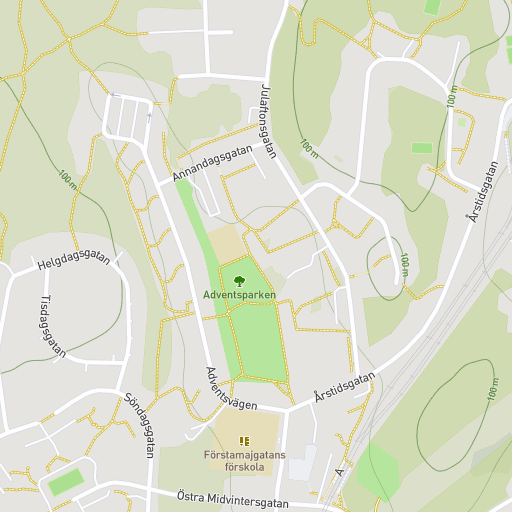 Julaftonsgatan
100 m
100 m
Annandagsgatan
100 m
Årstidsgatan
Helgdagsgatan
100 m
Adventsparken
Tisdagsgatan
Adventsvägen
Årstidsgatan
100 m
Söndagsgatan
Förstamajgatans
förskola
Å
Östra Midvintersgatan